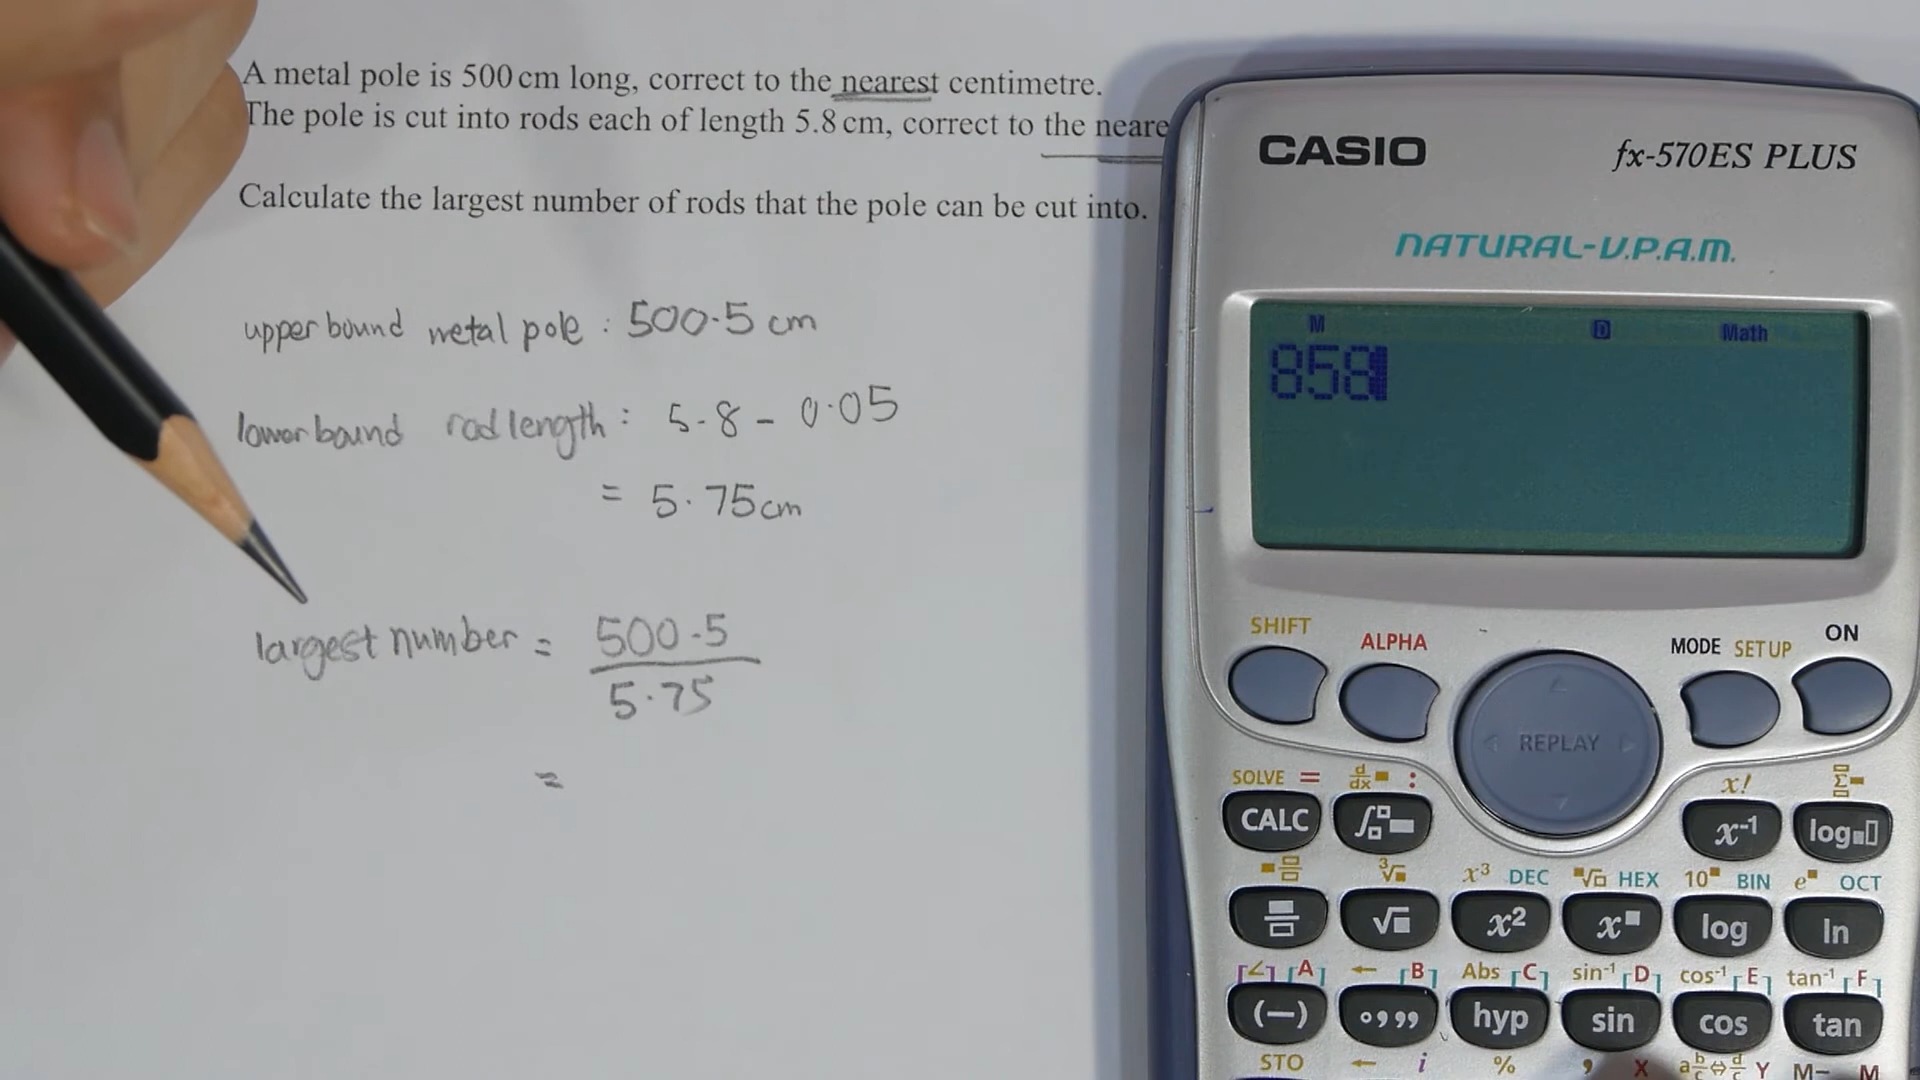 A metal pole is 500 cm long, correct to the nearest centimetre.
The pole is cut into rods each of length 5.8 cm, correct to the neare
Calculate the largest number of rods that the pole can be cut into.
upper bound metal pole : 500.5 cm
lower bound rod length : 5.8 - 0.05
= 5.75 cm
largest number = 500.5
5.75
=
CASIO fx-570ES PLUS
NATURAL-V.P.A.M.
M D Math
858
SHIFT ALPHA MODE SETUP ON
REPLAY
SOLVE = d/dx :
x! Σ
CALC ∫ x⁻¹ log
³√ x³ DEC √ HEX 10 BIN e OCT
√ x² x log ln
∠ A ← B Abs C sin⁻¹ D cos⁻¹ E tan⁻¹ F
(−) °,,, hyp sin cos tan
STO ← i % , X a b/c⇔d/c Y M− M